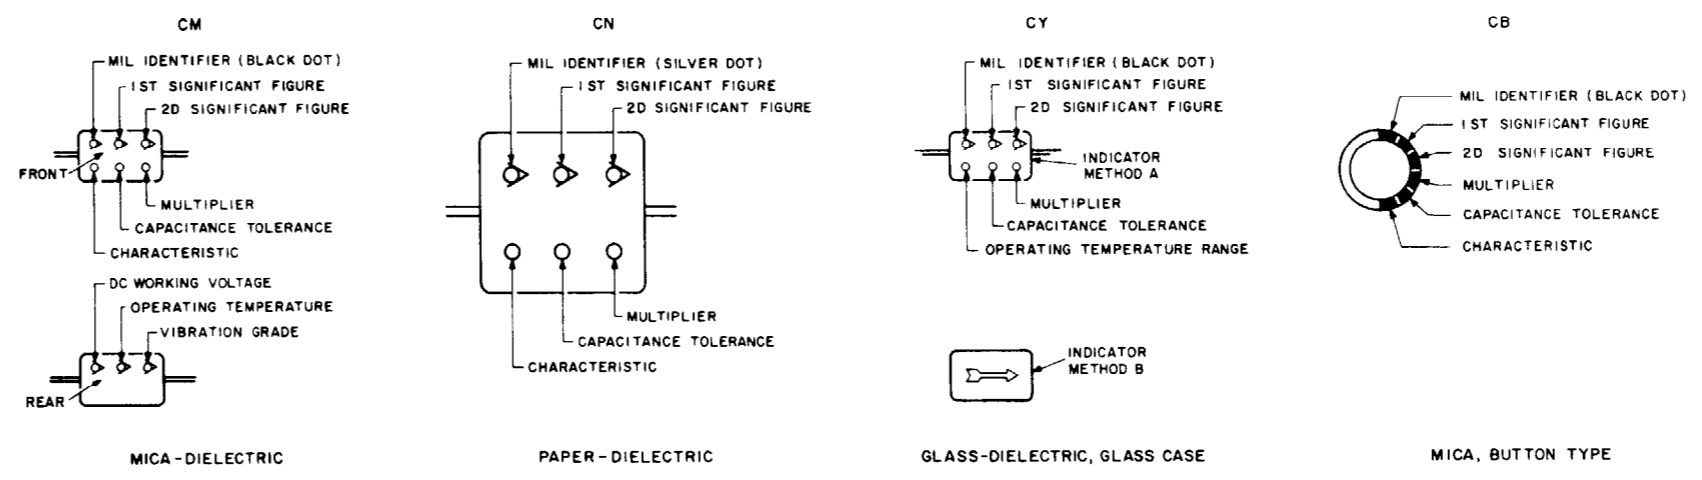 CM
MIL IDENTIFIER (BLACK DOT)
1ST SIGNIFICANT FIGURE
2D SIGNIFICANT FIGURE
FRONT
MULTIPLIER
CAPACITANCE TOLERANCE
CHARACTERISTIC
DC WORKING VOLTAGE
OPERATING TEMPERATURE
VIBRATION GRADE
REAR
MICA-DIELECTRIC
CN
MIL IDENTIFIER (SILVER DOT)
1ST SIGNIFICANT FIGURE
2D SIGNIFICANT FIGURE
MULTIPLIER
CAPACITANCE TOLERANCE
CHARACTERISTIC
PAPER-DIELECTRIC
CY
MIL IDENTIFIER (BLACK DOT)
1ST SIGNIFICANT FIGURE
2D SIGNIFICANT FIGURE
INDICATOR
METHOD A
MULTIPLIER
CAPACITANCE TOLERANCE
OPERATING TEMPERATURE RANGE
INDICATOR
METHOD B
GLASS-DIELECTRIC, GLASS CASE
CB
MIL IDENTIFIER (BLACK DOT)
1ST SIGNIFICANT FIGURE
2D SIGNIFICANT FIGURE
MULTIPLIER
CAPACITANCE TOLERANCE
CHARACTERISTIC
MICA, BUTTON TYPE